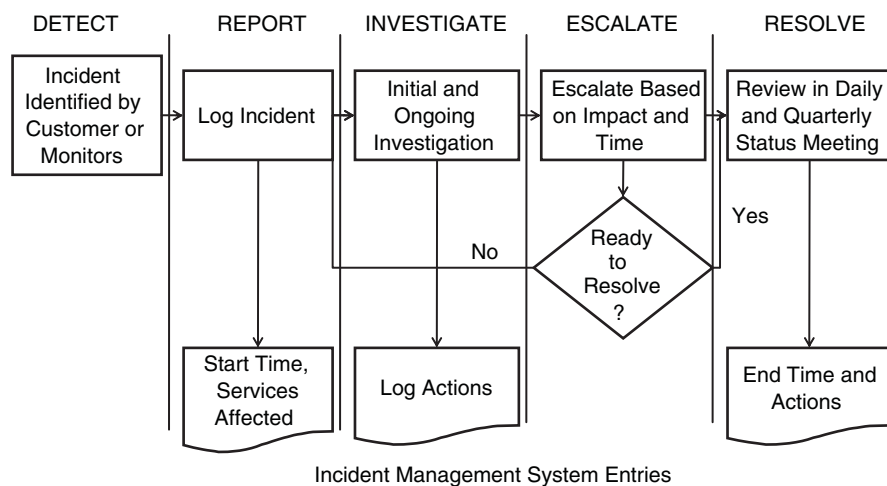 DETECT
REPORT
INVESTIGATE
ESCALATE
RESOLVE
Incident
Identified by
Customer or
Monitors
Log Incident
Initial and
Ongoing
Investigation
Escalate Based
on Impact and
Time
Review in Daily
and Quarterly
Status Meeting
Ready
to
Resolve
?
No
Yes
Start Time,
Services
Affected
Log Actions
End Time and
Actions
Incident Management System Entries